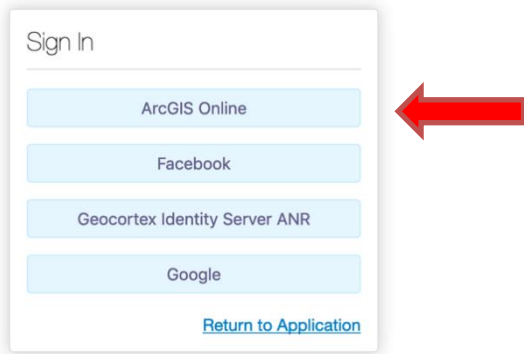 Sign In
ArcGIS Online
Facebook
Geocortex Identity Server ANR
Google
Return to Application